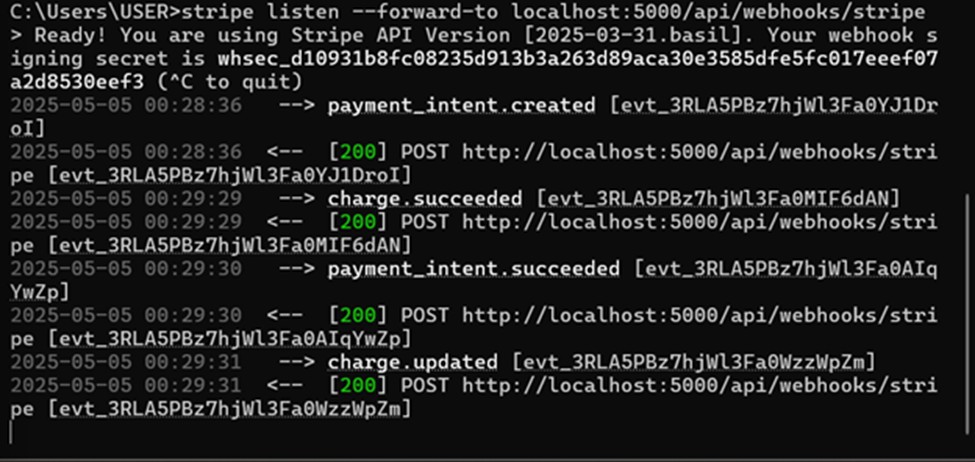 C:\Users\USER>stripe listen --forward-to localhost:5000/api/webhooks/stripe
> Ready! You are using Stripe API Version [2025-03-31.basil]. Your webhook s
igning secret is whsec_d10931b8fc08235d913b3a263d89aca30e3585dfe5fc017eeef07
a2d8530eef3 (^C to quit)
2025-05-05 00:28:36   --> payment_intent.created [evt_3RLA5PBz7hjWl3Fa0YJ1Dr
oI]
2025-05-05 00:28:36  <--  [200] POST http://localhost:5000/api/webhooks/stri
pe [evt_3RLA5PBz7hjWl3Fa0YJ1DroI]
2025-05-05 00:29:29   --> charge.succeeded [evt_3RLA5PBz7hjWl3Fa0MIF6dAN]
2025-05-05 00:29:29  <--  [200] POST http://localhost:5000/api/webhooks/stri
pe [evt_3RLA5PBz7hjWl3Fa0MIF6dAN]
2025-05-05 00:29:30   --> payment_intent.succeeded [evt_3RLA5PBz7hjWl3Fa0AIq
YwZp]
2025-05-05 00:29:30  <--  [200] POST http://localhost:5000/api/webhooks/stri
pe [evt_3RLA5PBz7hjWl3Fa0AIqYwZp]
2025-05-05 00:29:31   --> charge.updated [evt_3RLA5PBz7hjWl3Fa0WzzWpZm]
2025-05-05 00:29:31  <--  [200] POST http://localhost:5000/api/webhooks/stri
pe [evt_3RLA5PBz7hjWl3Fa0WzzWpZm]